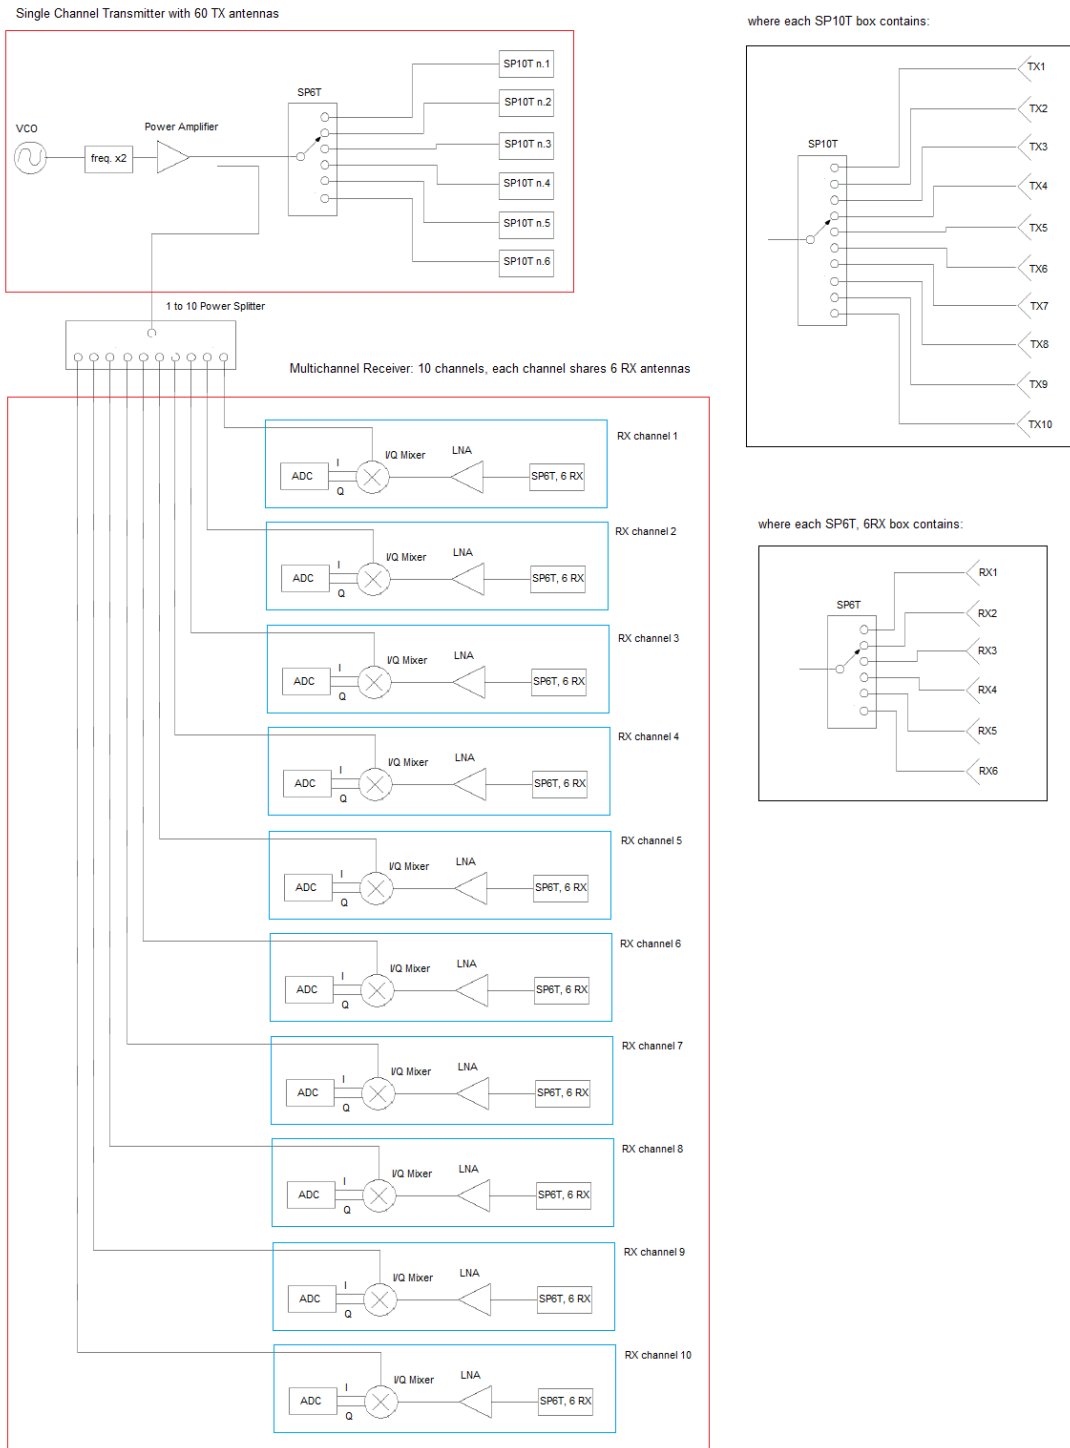 Single Channel Transmitter with 60 TX antennas
VCO
freq. x2
Power Amplifier
SP6T
SP10T n.1
SP10T n.2
SP10T n.3
SP10T n.4
SP10T n.5
SP10T n.6
1 to 10 Power Splitter
Multichannel Receiver: 10 channels, each channel shares 6 RX antennas
RX channel 1
ADC
I
Q
I/Q Mixer
LNA
SP6T, 6 RX
RX channel 2
ADC
I
Q
I/Q Mixer
LNA
SP6T, 6 RX
RX channel 3
ADC
I
Q
I/Q Mixer
LNA
SP6T, 6 RX
RX channel 4
ADC
I
Q
I/Q Mixer
LNA
SP6T, 6 RX
RX channel 5
ADC
I
Q
I/Q Mixer
LNA
SP6T, 6 RX
RX channel 6
ADC
I
Q
I/Q Mixer
LNA
SP6T, 6 RX
RX channel 7
ADC
I
Q
I/Q Mixer
LNA
SP6T, 6 RX
RX channel 8
ADC
I
Q
I/Q Mixer
LNA
SP6T, 6 RX
RX channel 9
ADC
I
Q
I/Q Mixer
LNA
SP6T, 6 RX
RX channel 10
ADC
I
Q
I/Q Mixer
LNA
SP6T, 6 RX
where each SP10T box contains:
SP10T
TX1
TX2
TX3
TX4
TX5
TX6
TX7
TX8
TX9
TX10
where each SP6T, 6RX box contains:
SP6T
RX1
RX2
RX3
RX4
RX5
RX6